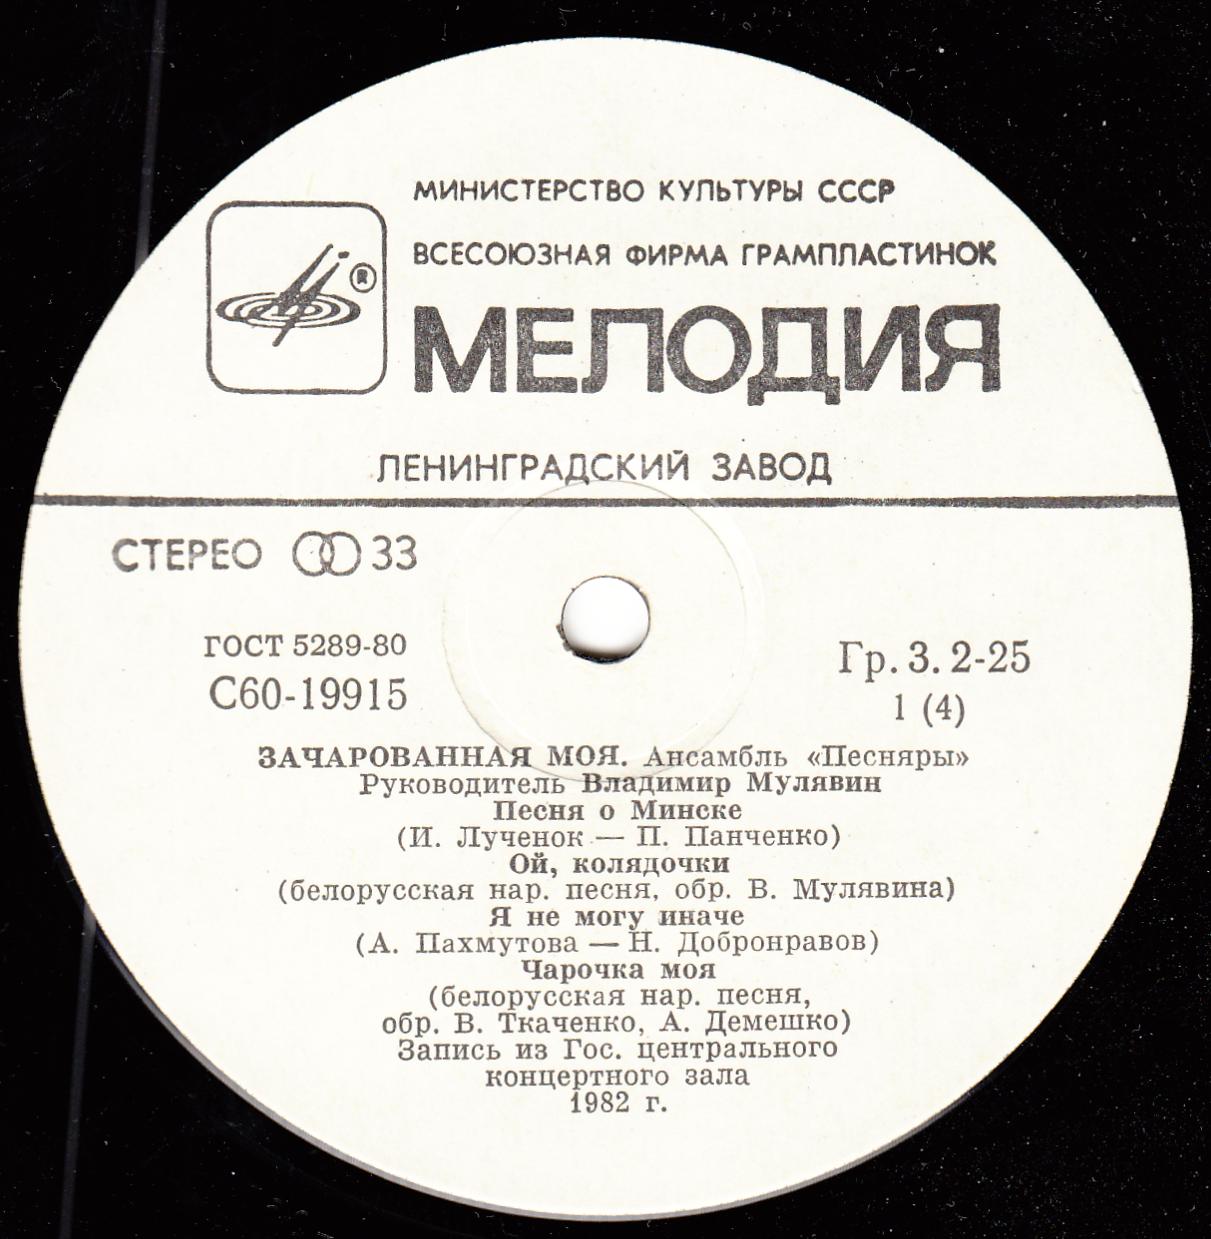 МИНИСТЕРСТВО КУЛЬТУРЫ СССР
ВСЕСОЮЗНАЯ ФИРМА ГРАМПЛАСТИНОК
®
МЕЛОДИЯ
ЛЕНИНГРАДСКИЙ ЗАВОД
СТЕРЕО 33
ГОСТ 5289-80
С60-19915
Гр. 3. 2-25
1 (4)
ЗАЧАРОВАННАЯ МОЯ. Ансамбль «Песняры»
Руководитель Владимир Мулявин
Песня о Минске
(И. Лученок — П. Панченко)
Ой, колядочки
(белорусская нар. песня, обр. В. Мулявина)
Я не могу иначе
(А. Пахмутова — Н. Добронравов)
Чарочка моя
(белорусская нар. песня,
обр. В. Ткаченко, А. Демешко)
Запись из Гос. центрального
концертного зала
1982 г.